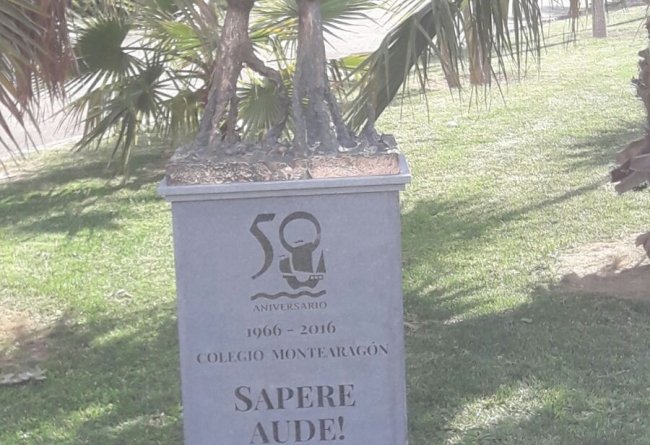 50
ANIVERSARIO
1966 - 2016
COLEGIO MONTEARAGÓN
SAPERE
AUDE!